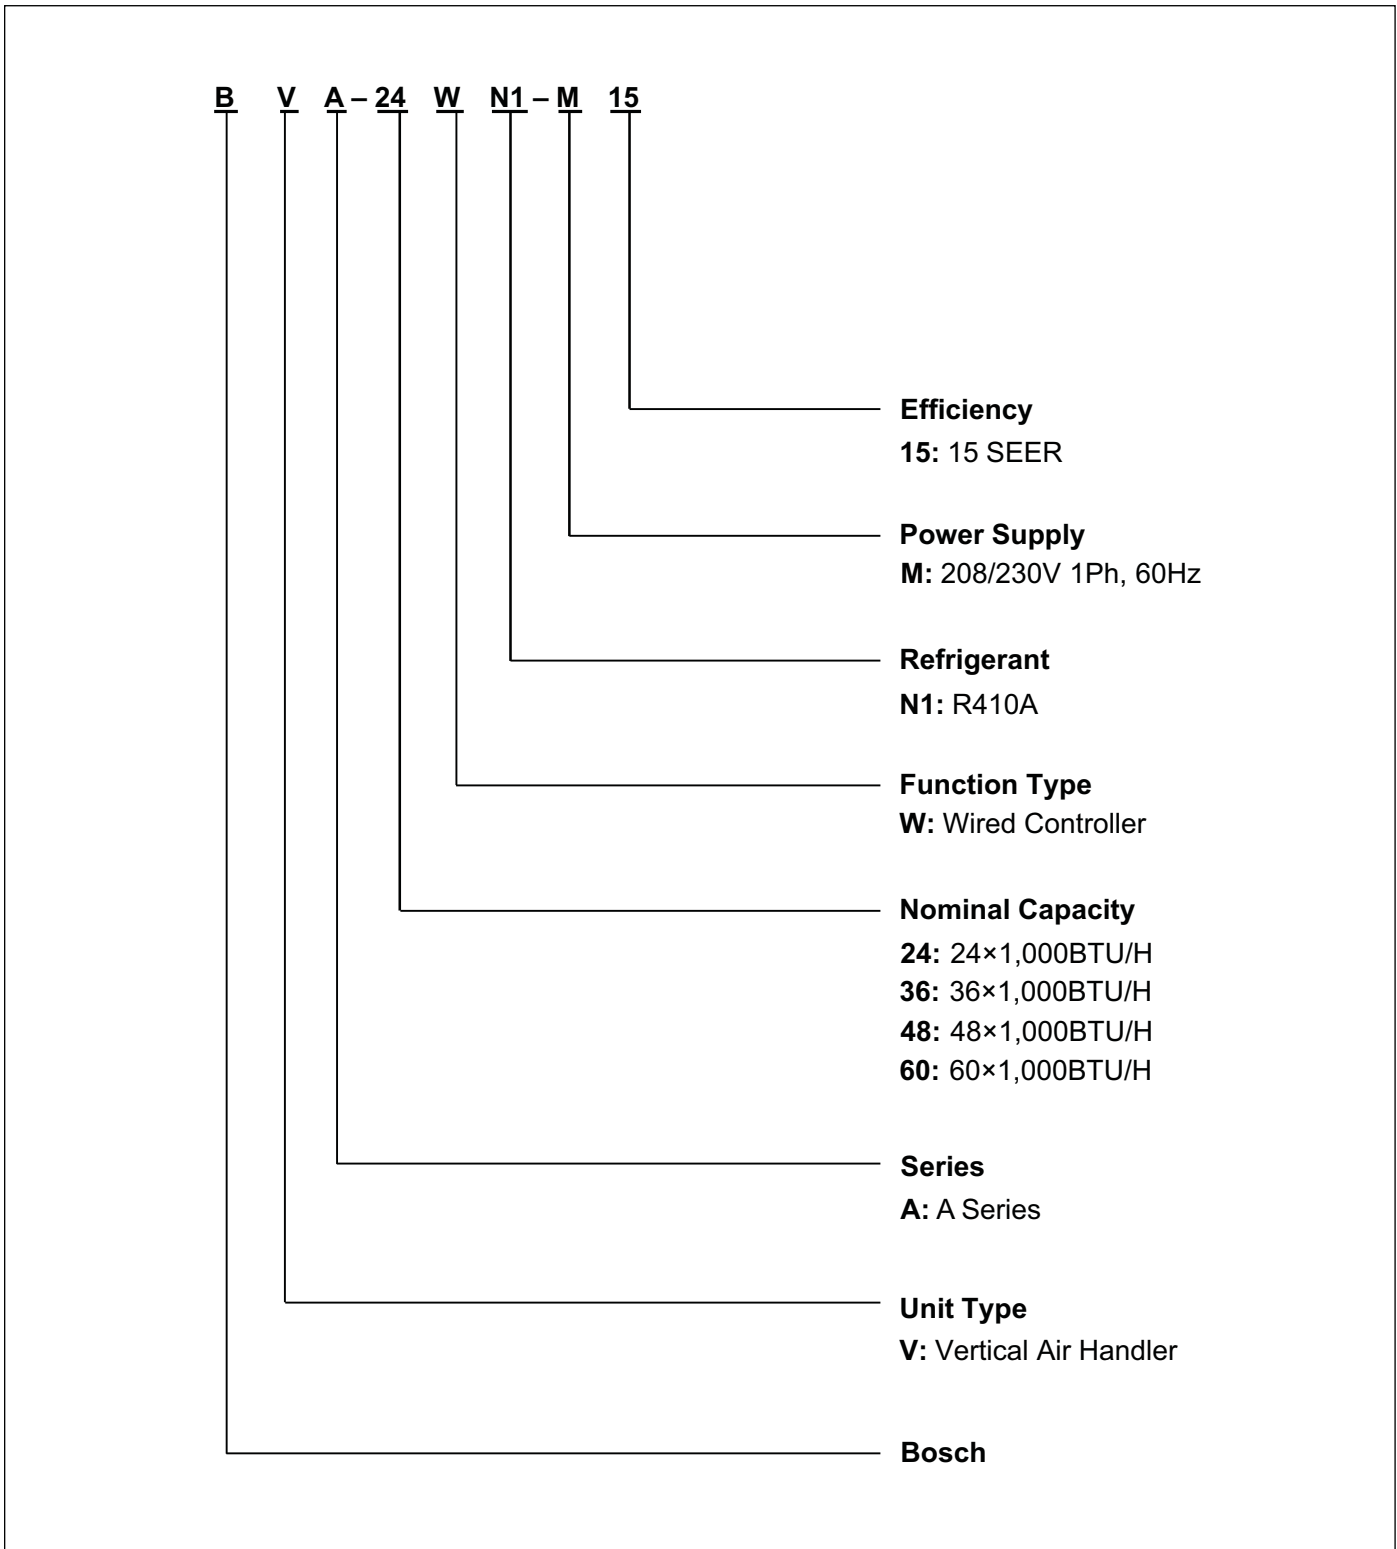 B V A – 24 W N1 – M 15
Efficiency
15: 15 SEER
Power Supply
M: 208/230V 1Ph, 60Hz
Refrigerant
N1: R410A
Function Type
W: Wired Controller
Nominal Capacity
24: 24×1,000BTU/H
36: 36×1,000BTU/H
48: 48×1,000BTU/H
60: 60×1,000BTU/H
Series
A: A Series
Unit Type
V: Vertical Air Handler
Bosch